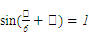 sin(□/6 + □) = 1